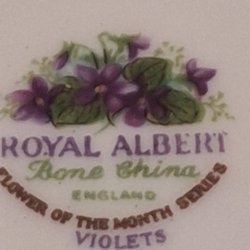 ROYAL ALBERT
Bone China
ENGLAND
FLOWER OF THE MONTH SERIES
VIOLETS